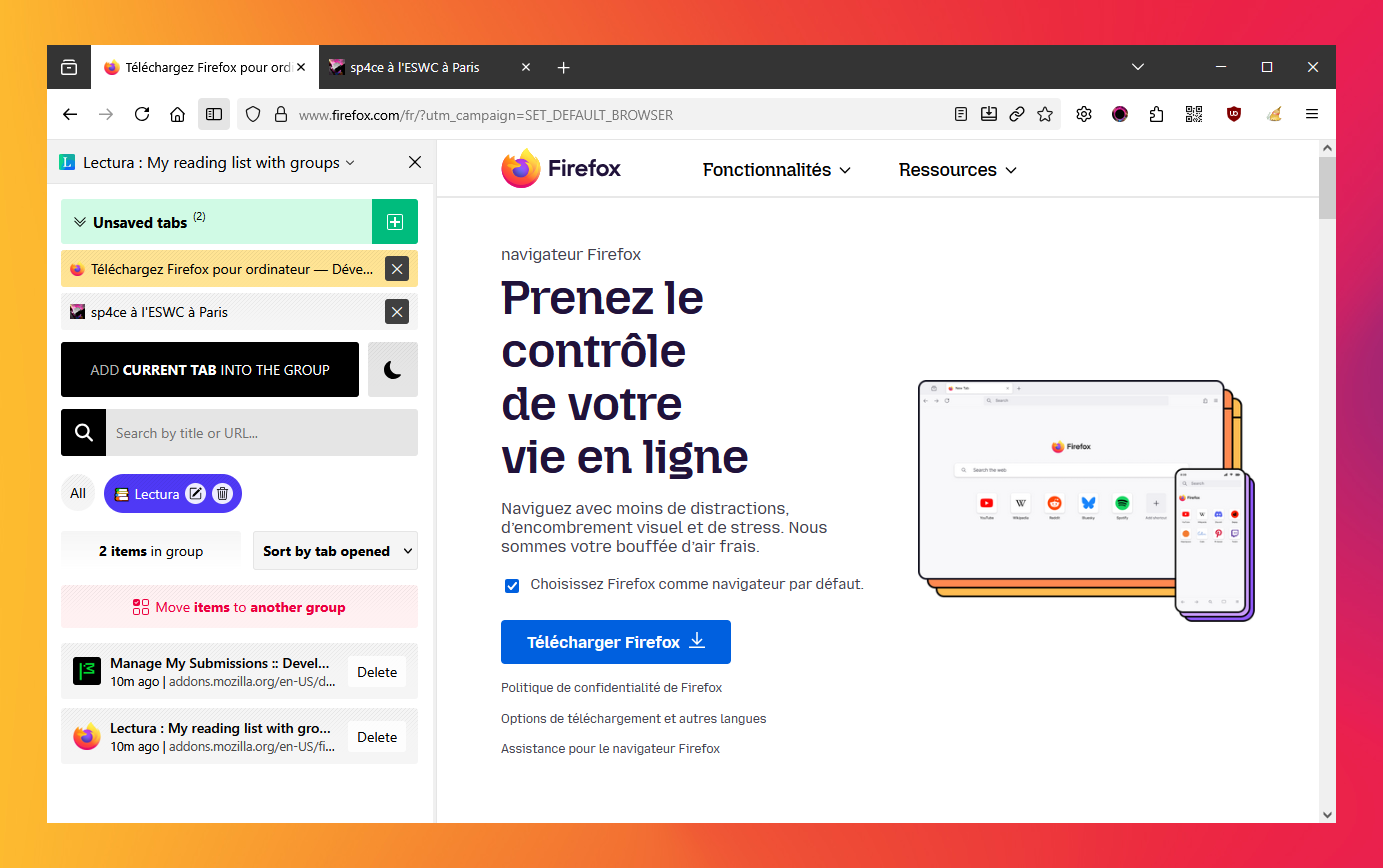 Téléchargez Firefox pour ordi
sp4ce à l'ESWC à Paris
www.firefox.com/fr/?utm_campaign=SET_DEFAULT_BROWSER
L Lectura : My reading list with groups
Unsaved tabs (2)
Téléchargez Firefox pour ordinateur — Déve...
sp4ce à l'ESWC à Paris
ADD CURRENT TAB INTO THE GROUP
Search by title or URL...
All
Lectura
2 items in group
Sort by tab opened
Move items to another group
Manage My Submissions :: Devel...
10m ago | addons.mozilla.org/en-US/d...
Delete
Lectura : My reading list with gro...
10m ago | addons.mozilla.org/en-US/fi...
Delete
Firefox
Fonctionnalités
Ressources
navigateur Firefox
Prenez le
contrôle
de votre
vie en ligne
Naviguez avec moins de distractions,
d'encombrement visuel et de stress. Nous
sommes votre bouffée d'air frais.
Choisissez Firefox comme navigateur par défaut.
Télécharger Firefox
Politique de confidentialité de Firefox
Options de téléchargement et autres langues
Assistance pour le navigateur Firefox
New Tab
Search
Firefox
Search the web
YouTube
Wikipedia
Reddit
Bluesky
Spotify
Add shortcut
Search
Firefox